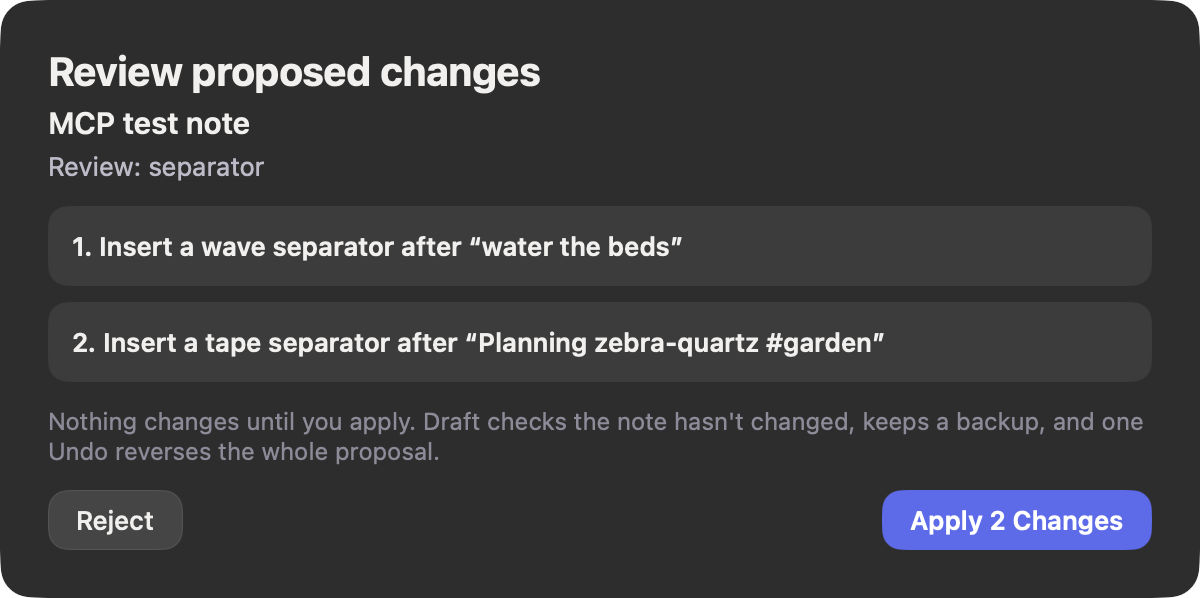 Review proposed changes
MCP test note
Review: separator
1. Insert a wave separator after “water the beds”
2. Insert a tape separator after “Planning zebra-quartz #garden”
Nothing changes until you apply. Draft checks the note hasn't changed, keeps a backup, and one
Undo reverses the whole proposal.
Reject
Apply 2 Changes